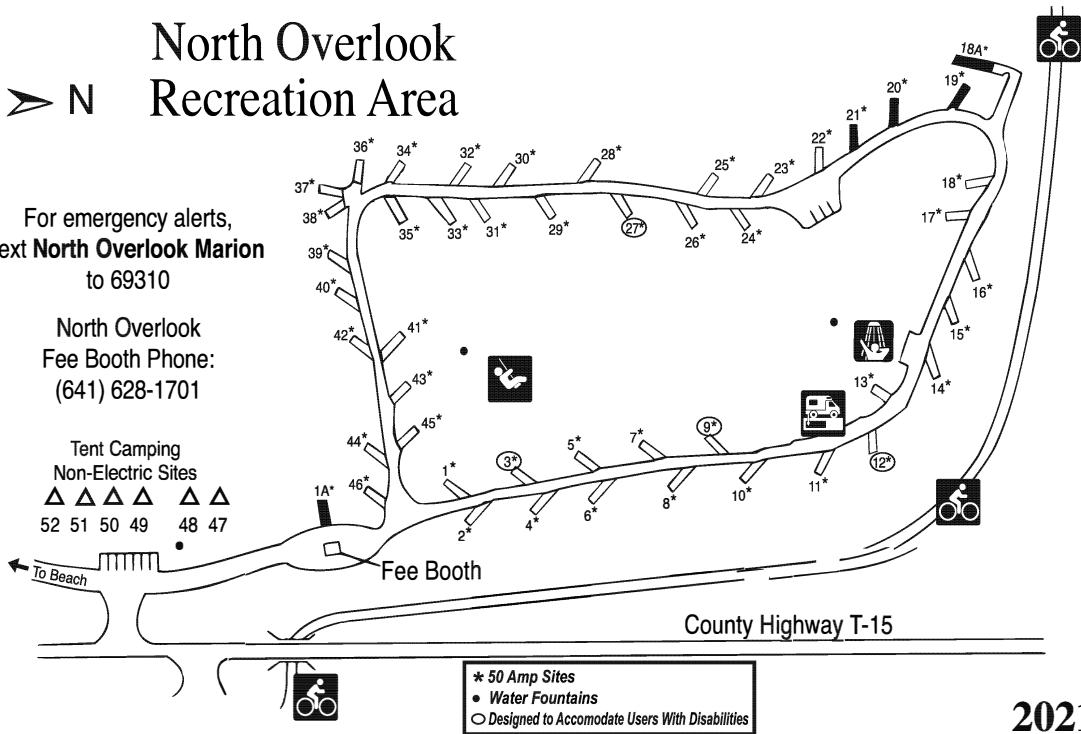 North Overlook
Recreation Area
N
For emergency alerts,
ext North Overlook Marion
to 69310
North Overlook
Fee Booth Phone:
(641) 628-1701
Tent Camping
Non-Electric Sites
52 51 50 49 48 47
To Beach
Fee Booth
County Highway T-15
18A*
19*
20*
21*
22*
23*
25*
28*
30*
32*
34*
36*
37*
38*
35*
33*
31*
29*
27*
26*
24*
18*
17*
16*
15*
14*
13*
12*
11*
10*
9*
8*
7*
6*
5*
4*
3*
2*
1*
39*
40*
42*
41*
43*
45*
44*
46*
1A*
* 50 Amp Sites
• Water Fountains
Designed to Accomodate Users With Disabilities
2021